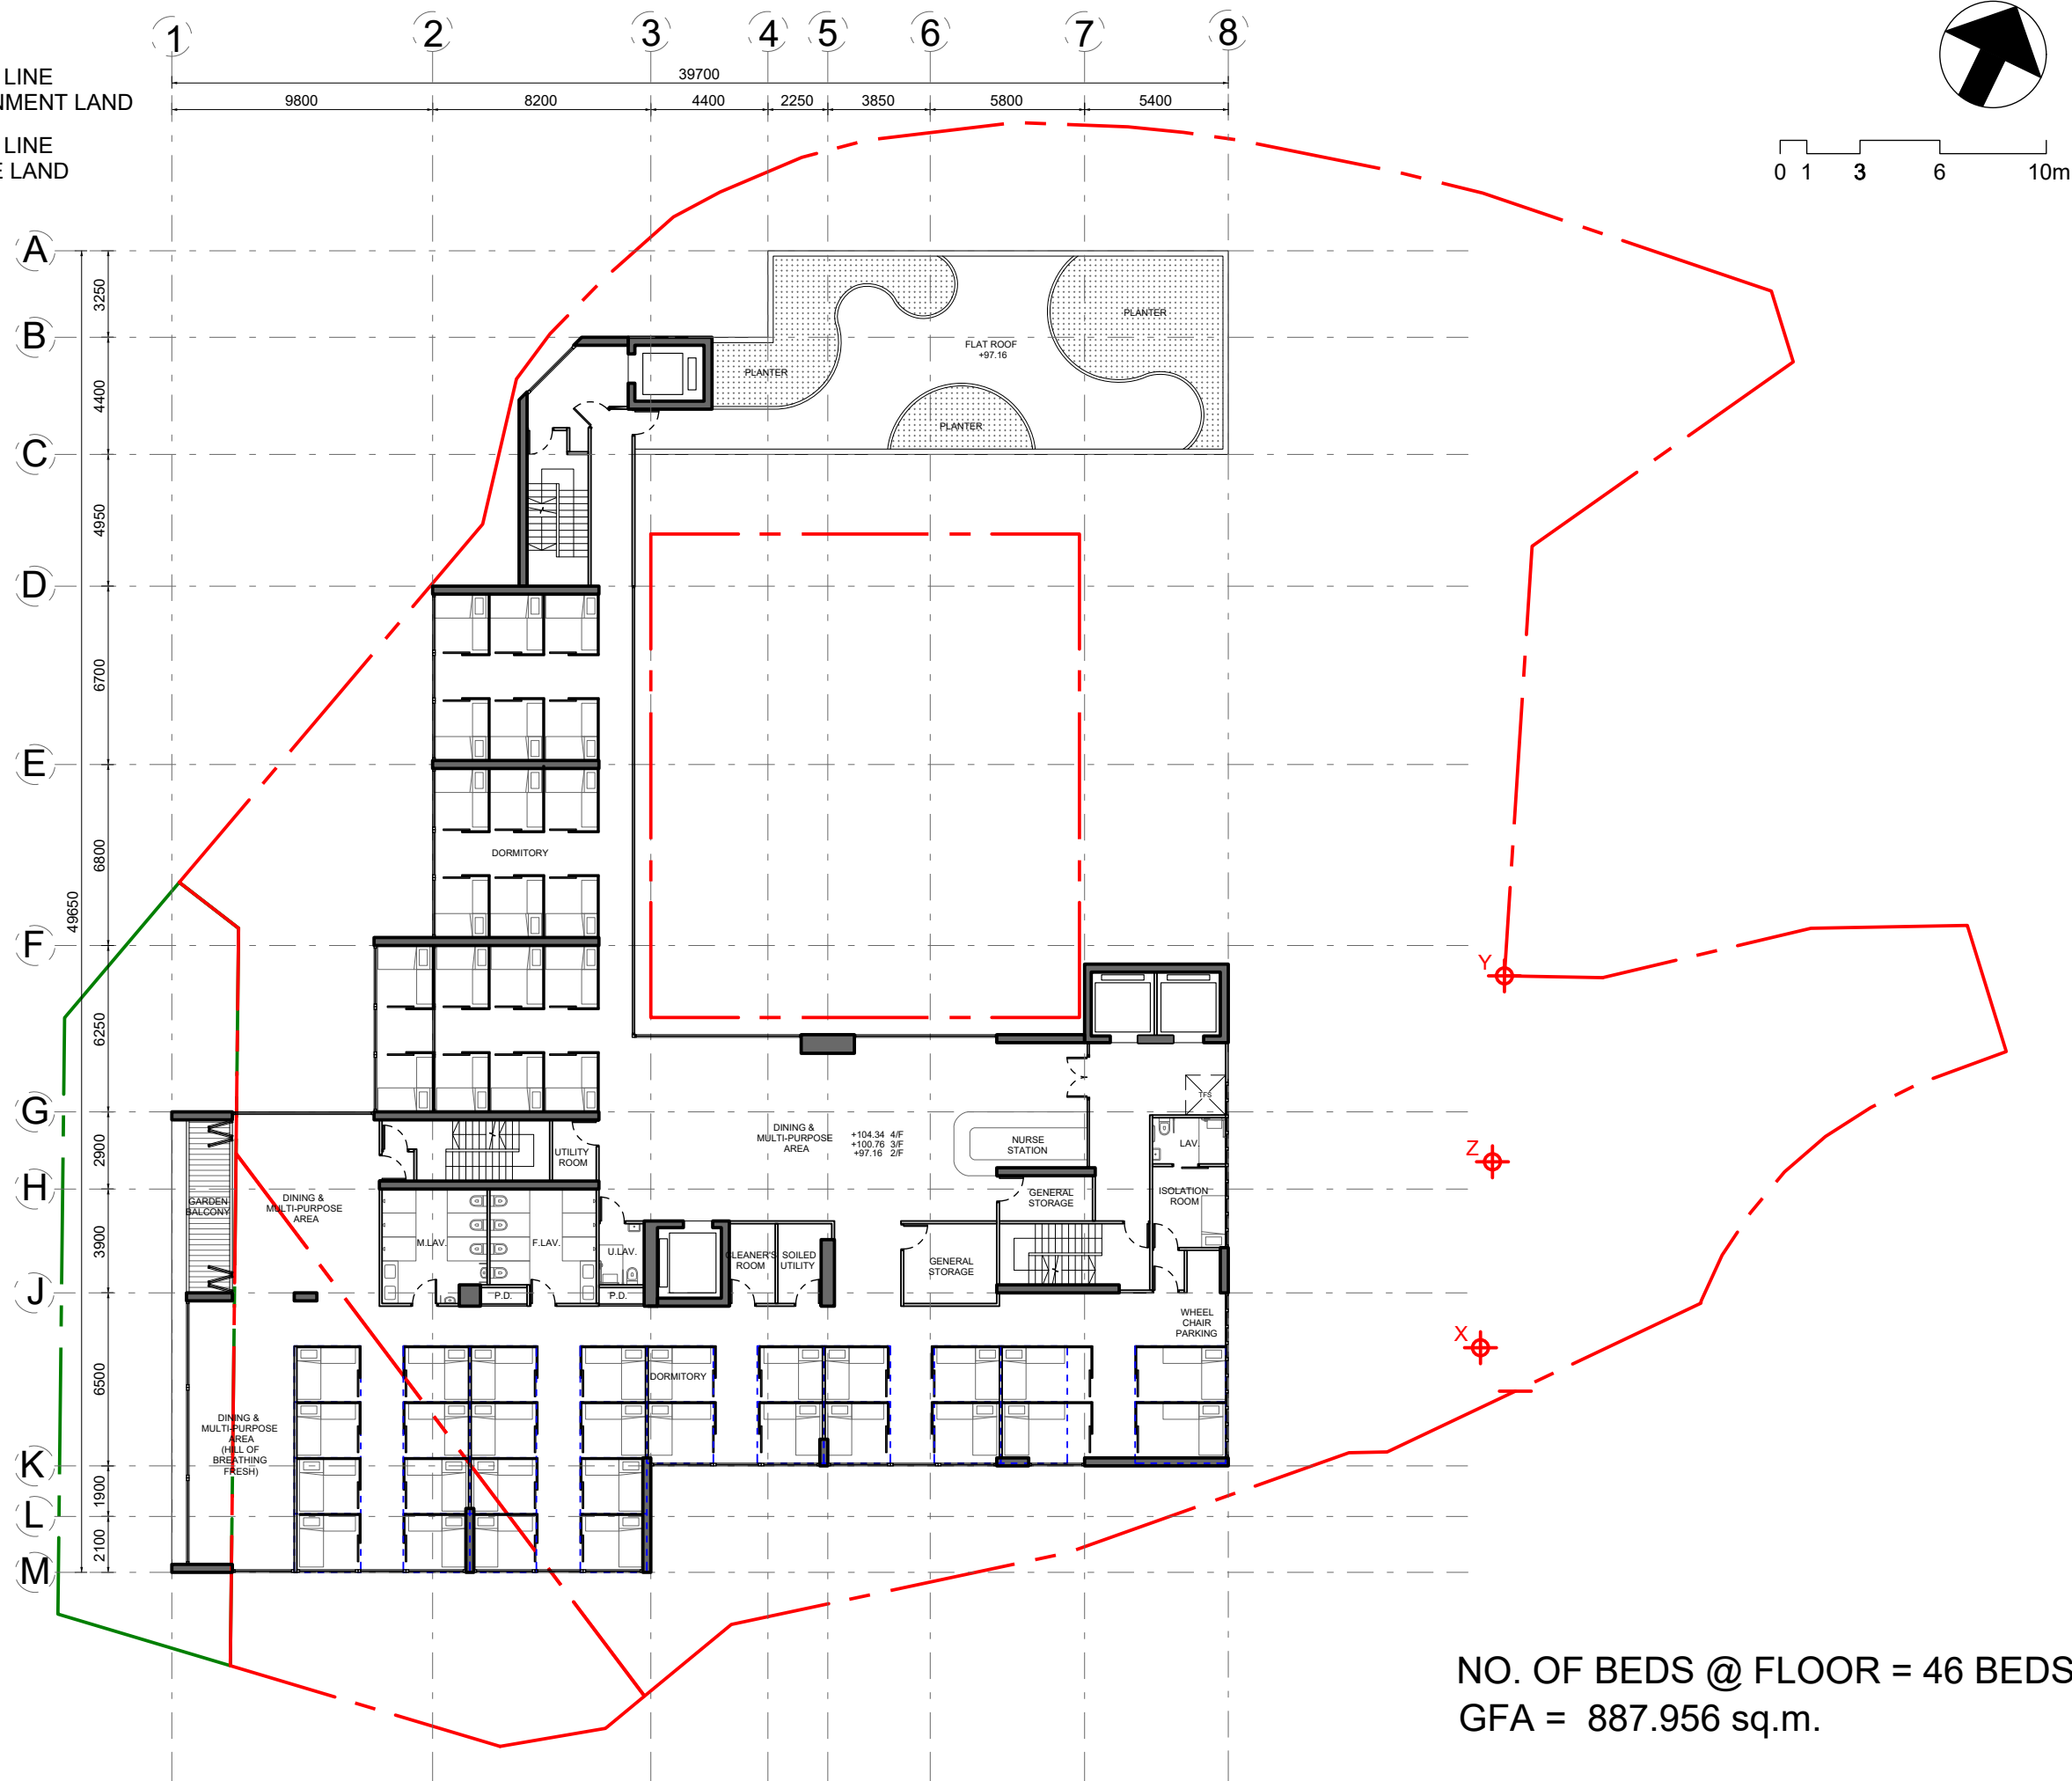 1
2
3
4
5
6
7
8
LINE
NMENT LAND
LINE
E LAND
39700
9800
8200
4400
2250
3850
5800
5400
0 1 3 6 10m
A
B
C
D
E
F
G
H
J
K
L
M
49650
3250
4400
4950
6700
6800
6250
2900
3900
6500
1900
2100
PLANTER
FLAT ROOF
+97.16
PLANTER
PLANTER
DORMITORY
Y
Z
X
TFS
DINING &
MULTI-PURPOSE
AREA
+104.34 4/F
+100.76 3/F
+97.16 2/F
NURSE
STATION
LAV.
UTILITY
ROOM
GARDEN
BALCONY
DINING &
MULTI-PURPOSE
AREA
GENERAL
STORAGE
ISOLATION
ROOM
M.LAV.
F.LAV.
U.LAV.
CLEANER'S
ROOM
SOILED
UTILITY
GENERAL
STORAGE
P.D.
P.D.
WHEEL
CHAIR
PARKING
DORMITORY
DINING &
MULTI-PURPOSE
AREA
(HILL OF
BREATHING
FRESH)
NO. OF BEDS @ FLOOR = 46 BEDS
GFA = 887.956 sq.m.